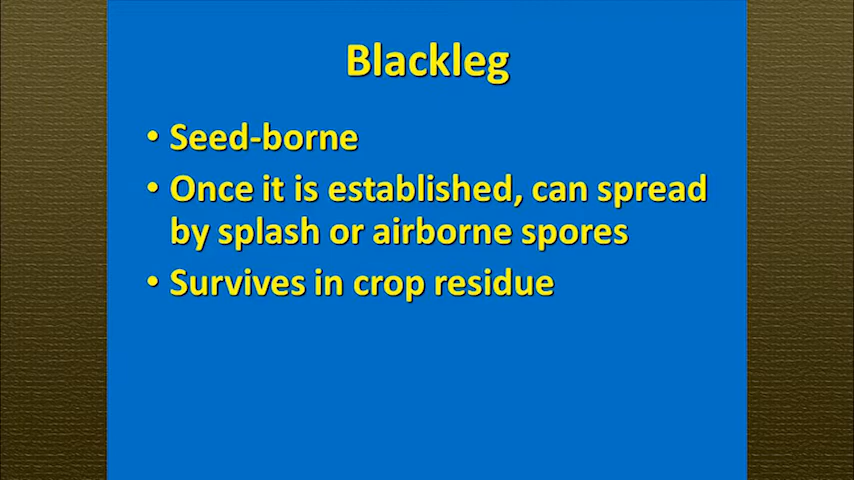 Blackleg
• Seed-borne
• Once it is established, can spread
by splash or airborne spores
• Survives in crop residue